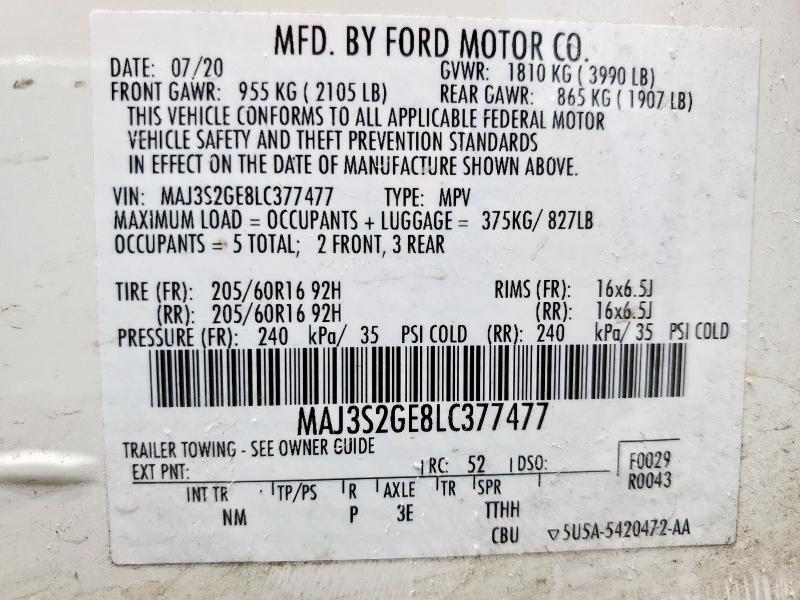 MFD. BY FORD MOTOR CO.
DATE: 07/20 GVWR: 1810 KG ( 3990 LB)
FRONT GAWR: 955 KG ( 2105 LB) REAR GAWR: 865 KG ( 1907 LB)
THIS VEHICLE CONFORMS TO ALL APPLICABLE FEDERAL MOTOR
VEHICLE SAFETY AND THEFT PREVENTION STANDARDS
IN EFFECT ON THE DATE OF MANUFACTURE SHOWN ABOVE.
VIN: MAJ3S2GE8LC377477 TYPE: MPV
MAXIMUM LOAD = OCCUPANTS + LUGGAGE = 375KG/ 827LB
OCCUPANTS = 5 TOTAL; 2 FRONT, 3 REAR
TIRE (FR): 205/60R16 92H RIMS (FR): 16x6.5J
(RR): 205/60R16 92H (RR): 16x6.5J
PRESSURE (FR): 240 kPa/ 35 PSI COLD (RR): 240 kPa/ 35 PSI COLD
MAJ3S2GE8LC377477
TRAILER TOWING - SEE OWNER GUIDE
EXT PNT: RC: 52 DSO: F0029
R0043
INT TR TP/PS R AXLE TR SPR
NM P 3E TTHH
CBU ▽5U5A-5420472-AA